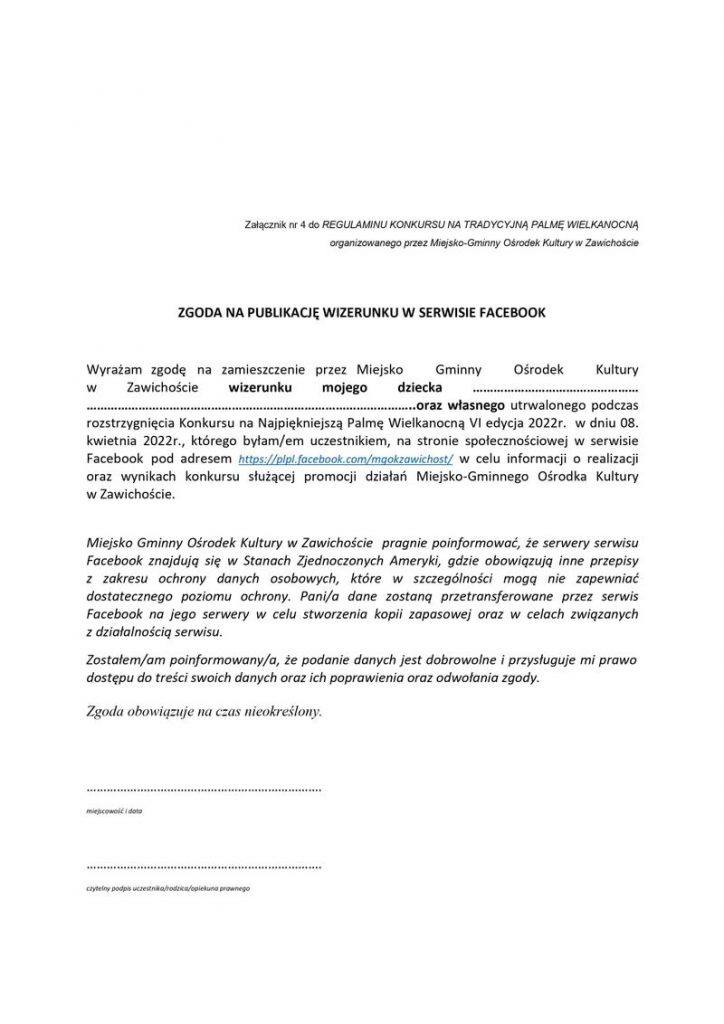 Załącznik nr 4 do REGULAMINU KONKURSU NA TRADYCYJNĄ PALMĘ WIELKANOCNĄ
organizowanego przez Miejsko-Gminny Ośrodek Kultury w Zawichoście
ZGODA NA PUBLIKACJĘ WIZERUNKU W SERWISIE FACEBOOK
Wyrażam zgodę na zamieszczenie przez Miejsko Gminny Ośrodek Kultury
w Zawichoście wizerunku mojego dziecka …………………………………………
……………………………………………………………………………………..oraz własnego utrwalonego podczas
rozstrzygnięcia Konkursu na Najpiękniejszą Palmę Wielkanocną VI edycja 2022r. w dniu 08.
kwietnia 2022r., którego byłam/em uczestnikiem, na stronie społecznościowej w serwisie
Facebook pod adresem https://plpl.facebook.com/mgokzawichost/ w celu informacji o realizacji
oraz wynikach konkursu służącej promocji działań Miejsko-Gminnego Ośrodka Kultury
w Zawichoście.
Miejsko Gminny Ośrodek Kultury w Zawichoście pragnie poinformować, że serwery serwisu
Facebook znajdują się w Stanach Zjednoczonych Ameryki, gdzie obowiązują inne przepisy
z zakresu ochrony danych osobowych, które w szczególności mogą nie zapewniać
dostatecznego poziomu ochrony. Pani/a dane zostaną przetransferowane przez serwis
Facebook na jego serwery w celu stworzenia kopii zapasowej oraz w celach związanych
z działalnością serwisu.
Zostałem/am poinformowany/a, że podanie danych jest dobrowolne i przysługuje mi prawo
dostępu do treści swoich danych oraz ich poprawienia oraz odwołania zgody.
Zgoda obowiązuje na czas nieokreślony.
…………………………………………………………….
miejscowość i data
…………………………………………………………….
czytelny podpis uczestnika/rodzica/opiekuna prawnego